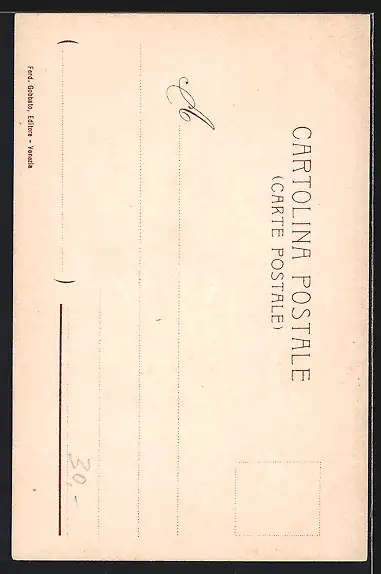 CARTOLINA POSTALE
(CARTE POSTALE)
A
( )
30,-
Ferd. Gobbato, Editore - Venezia